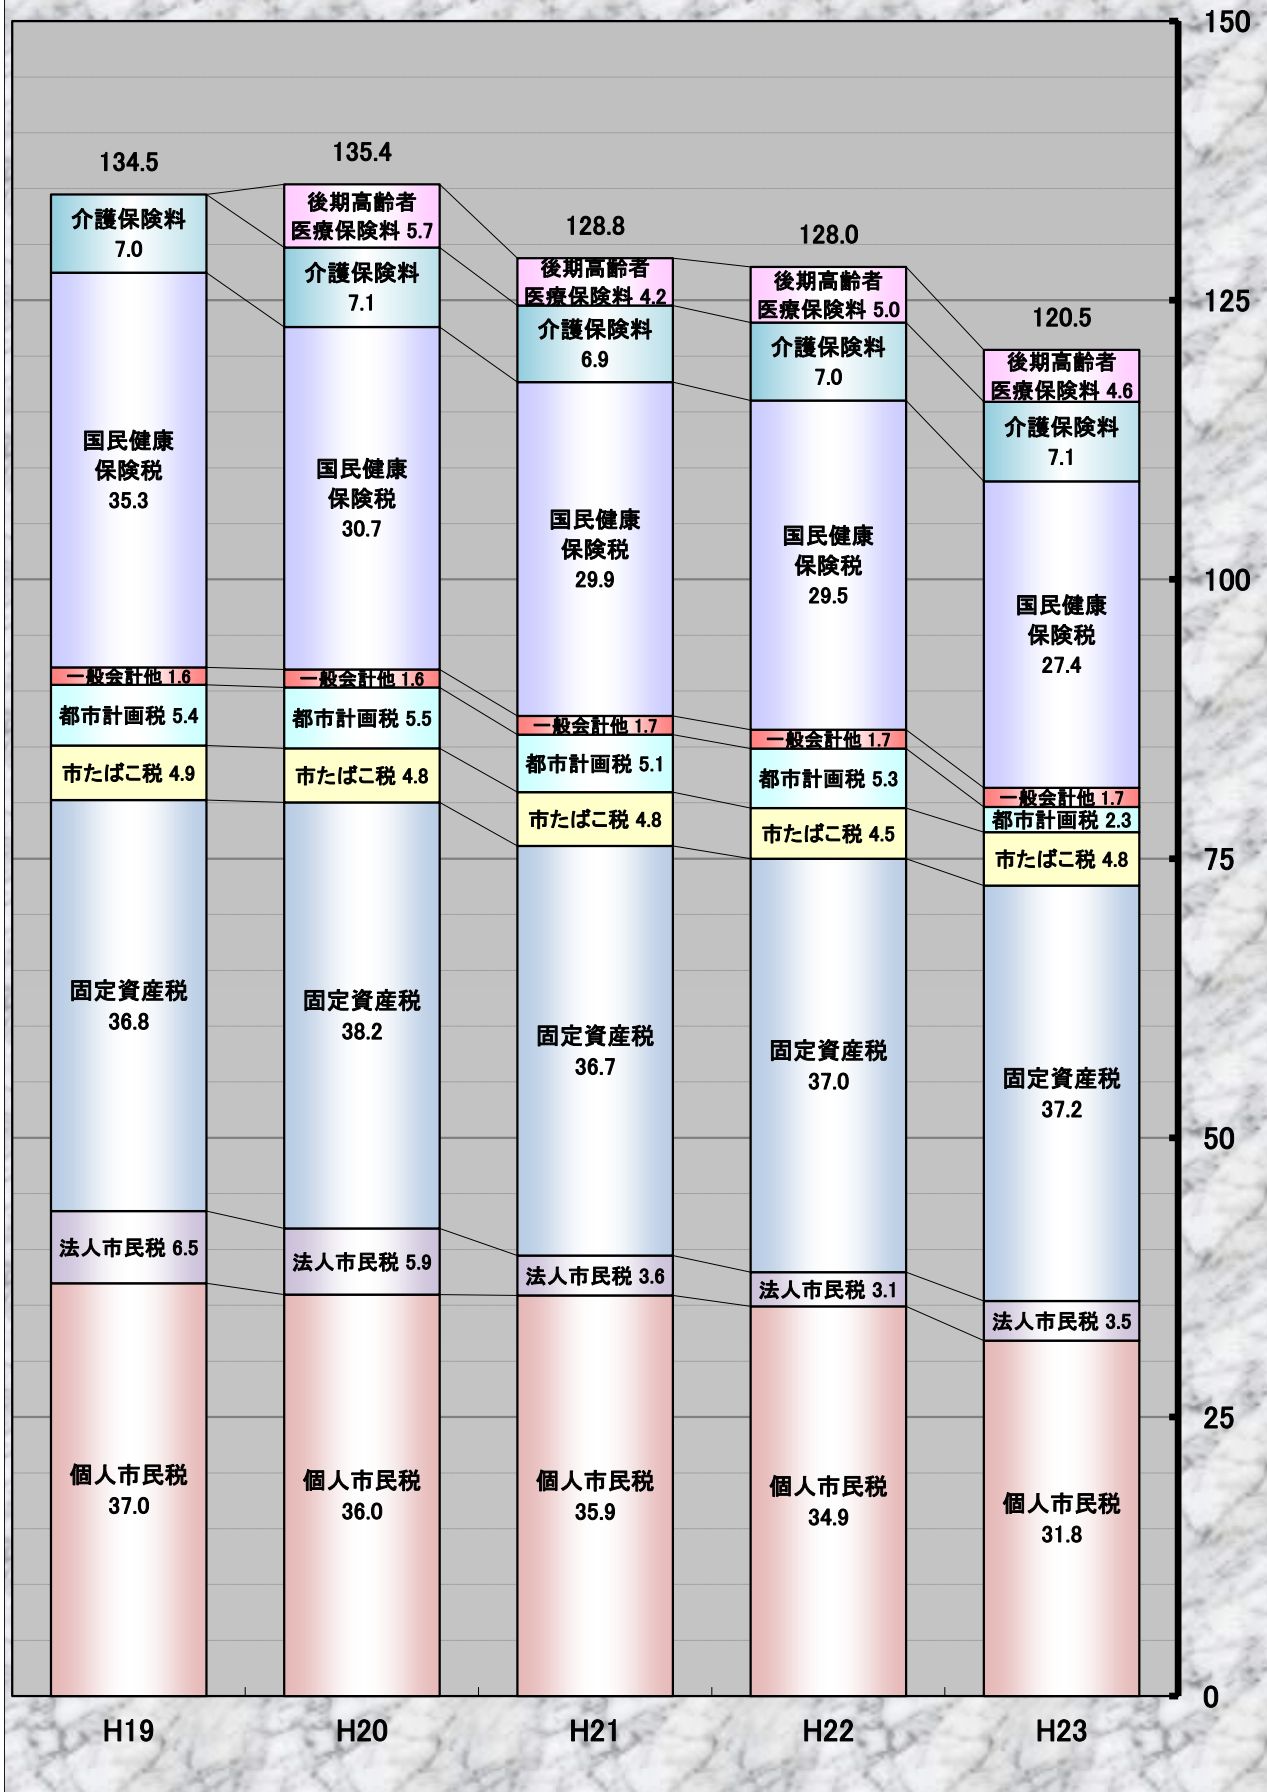 150
125
100
75
50
25
0
134.5
介護保険料
7.0
国民健康
保険税
35.3
一般会計他 1.6
都市計画税 5.4
市たばこ税 4.9
固定資産税
36.8
法人市民税 6.5
個人市民税
37.0
H19
135.4
後期高齢者
医療保険料 5.7
介護保険料
7.1
国民健康
保険税
30.7
一般会計他 1.6
都市計画税 5.5
市たばこ税 4.8
固定資産税
38.2
法人市民税 5.9
個人市民税
36.0
H20
128.8
後期高齢者
医療保険料 4.2
介護保険料
6.9
国民健康
保険税
29.9
一般会計他 1.7
都市計画税 5.1
市たばこ税 4.8
固定資産税
36.7
法人市民税 3.6
個人市民税
35.9
H21
128.0
後期高齢者
医療保険料 5.0
介護保険料
7.0
国民健康
保険税
29.5
一般会計他 1.7
都市計画税 5.3
市たばこ税 4.5
固定資産税
37.0
法人市民税 3.1
個人市民税
34.9
H22
120.5
後期高齢者
医療保険料 4.6
介護保険料
7.1
国民健康
保険税
27.4
一般会計他 1.7
都市計画税 2.3
市たばこ税 4.8
固定資産税
37.2
法人市民税 3.5
個人市民税
31.8
H23